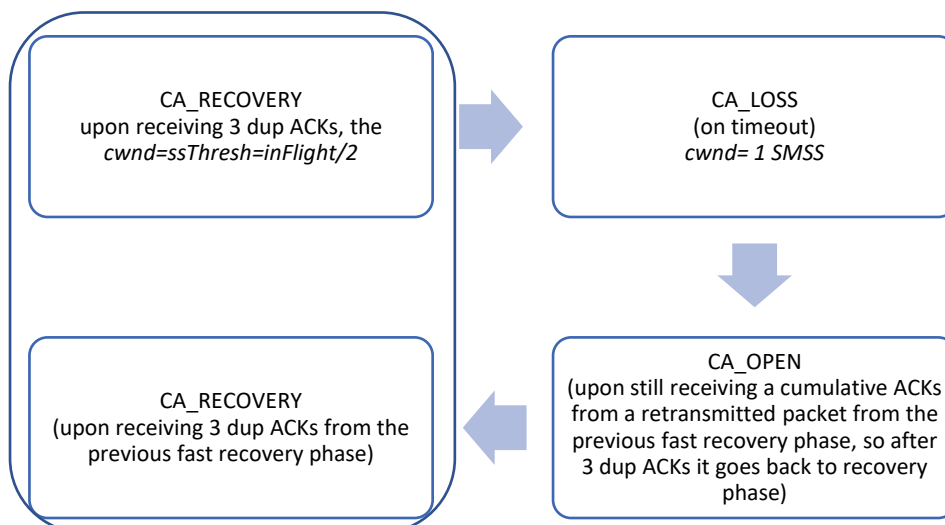 CA_RECOVERY
upon receiving 3 dup ACKs, the
cwnd=ssThresh=inFlight/2
CA_LOSS
(on timeout)
cwnd= 1 SMSS
CA_OPEN
(upon still receiving a cumulative ACKs
from a retransmitted packet from the
previous fast recovery phase, so after
3 dup ACKs it goes back to recovery
phase)
CA_RECOVERY
(upon receiving 3 dup ACKs from the
previous fast recovery phase)